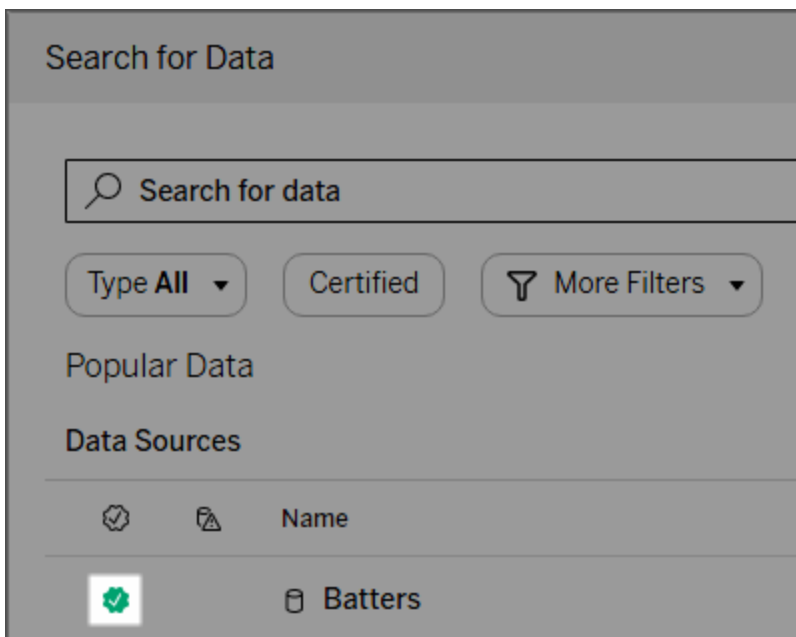 Search for Data
Search for data
Type All Certified More Filters
Popular Data
Data Sources
Name
Batters